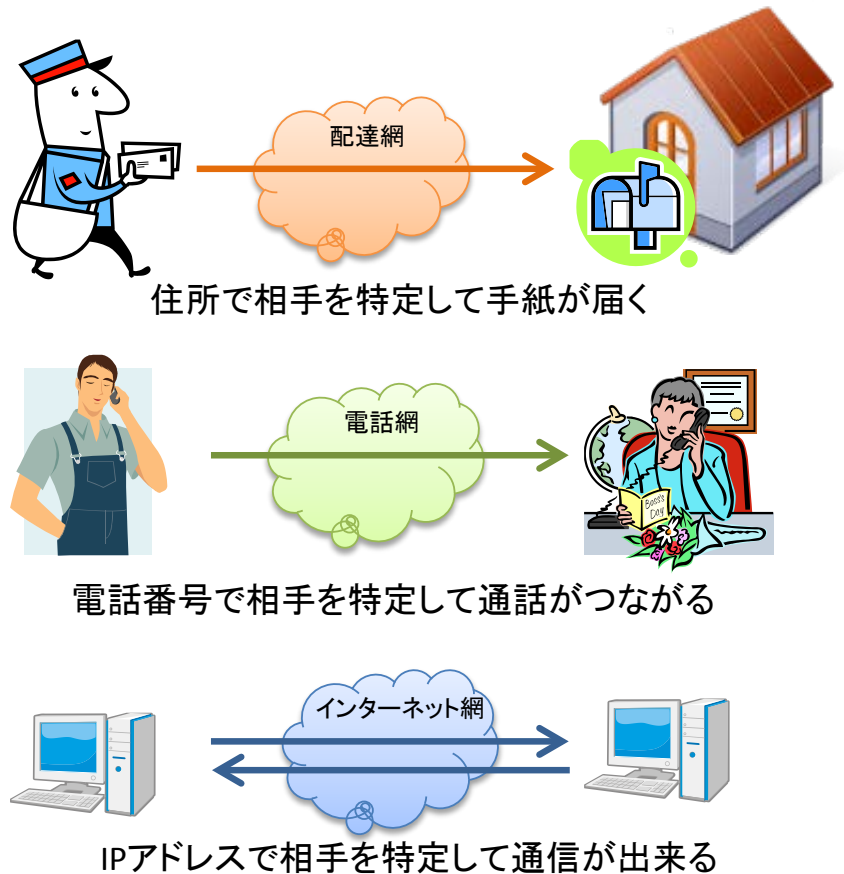 配達網
住所で相手を特定して手紙が届く
電話網
Boss's
Day
電話番号で相手を特定して通話がつながる
インターネット網
IPアドレスで相手を特定して通信が出来る